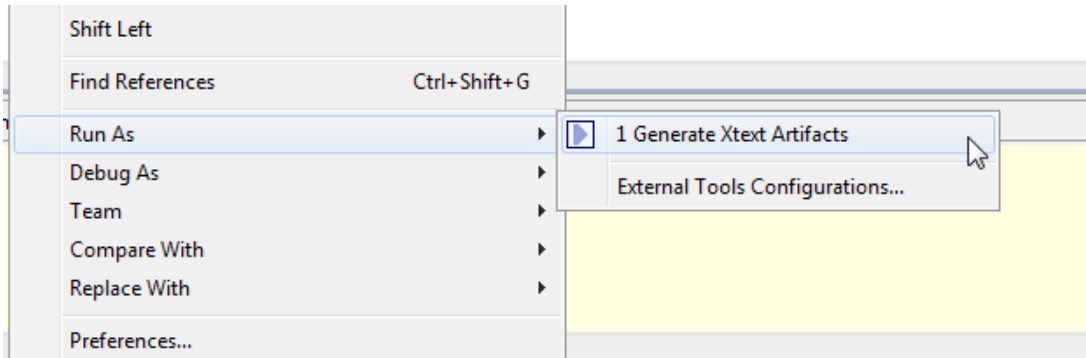 Shift Left
Find References Ctrl+Shift+G
Run As
1 Generate Xtext Artifacts
Debug As
External Tools Configurations...
Team
Compare With
Replace With
Preferences...